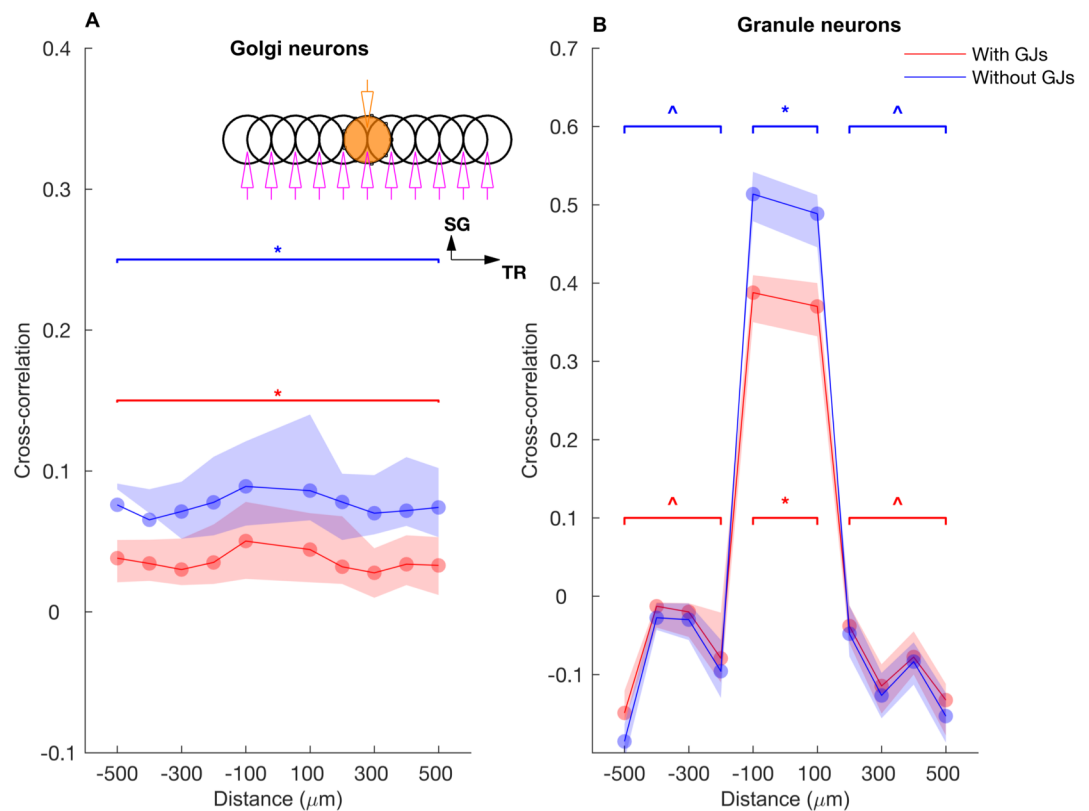 A
Golgi neurons
0.4
0.3
0.2
0.1
0
-0.1
Cross-correlation
SG
TR
*
*
-500
-300
-100
100
300
500
Distance (μm)
B
Granule neurons
With GJs
Without GJs
0.7
0.6
0.5
0.4
0.3
0.2
0.1
0
-0.1
Cross-correlation
^
*
^
^
*
^
-500
-300
-100
100
300
500
Distance (μm)